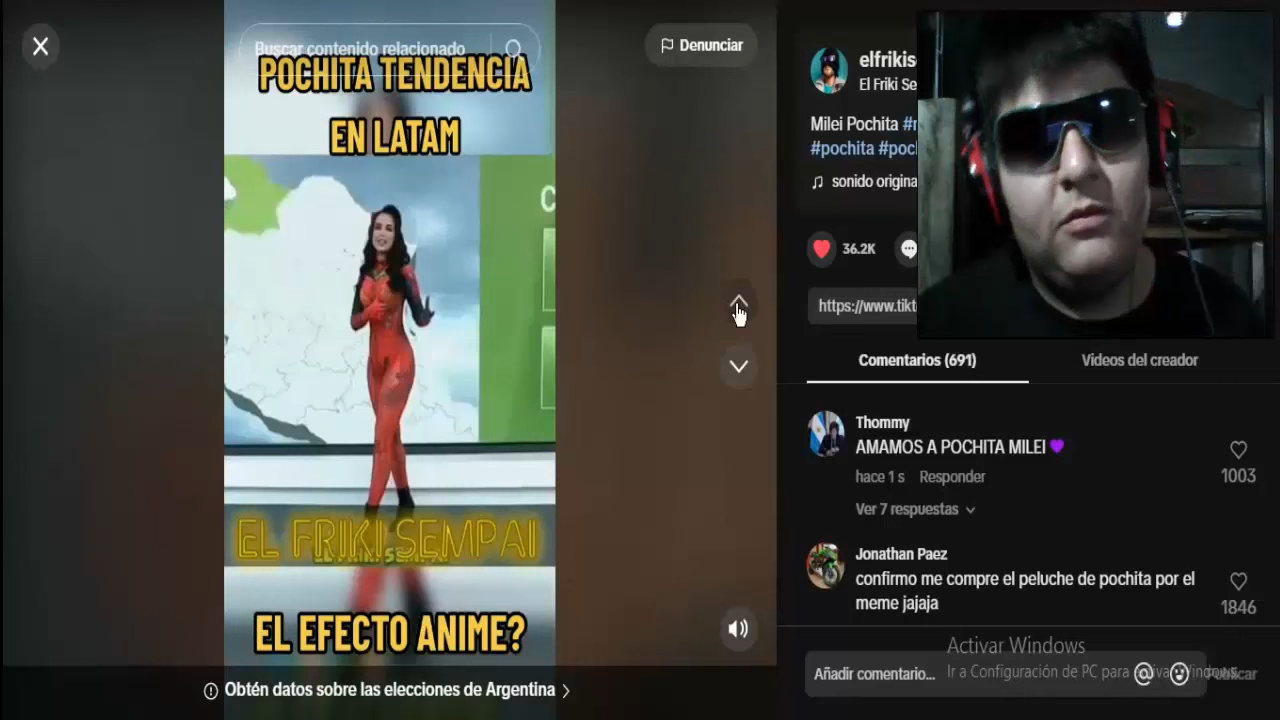 Buscar contenido relacionado
POCHITA TENDENCIA
EN LATAM
Denunciar
C
EL FRIKI SEMPAI
EL EFECTO ANIME?
Obtén datos sobre las elecciones de Argentina
elfrikis
El Friki Se
Milei Pochita
#pochita
sonido origina
36.2K
https://www.tikt
Comentarios (691)
Videos del creador
Thommy
AMAMOS A POCHITA MILEI
hace 1 s Responder
1003
Ver 7 respuestas
Jonathan Paez
confirmo me compre el peluche de pochita por el
meme jajaja
1846
Activar Windows
Añadir comentario...
Ir a Configuración de PC para
Publicar